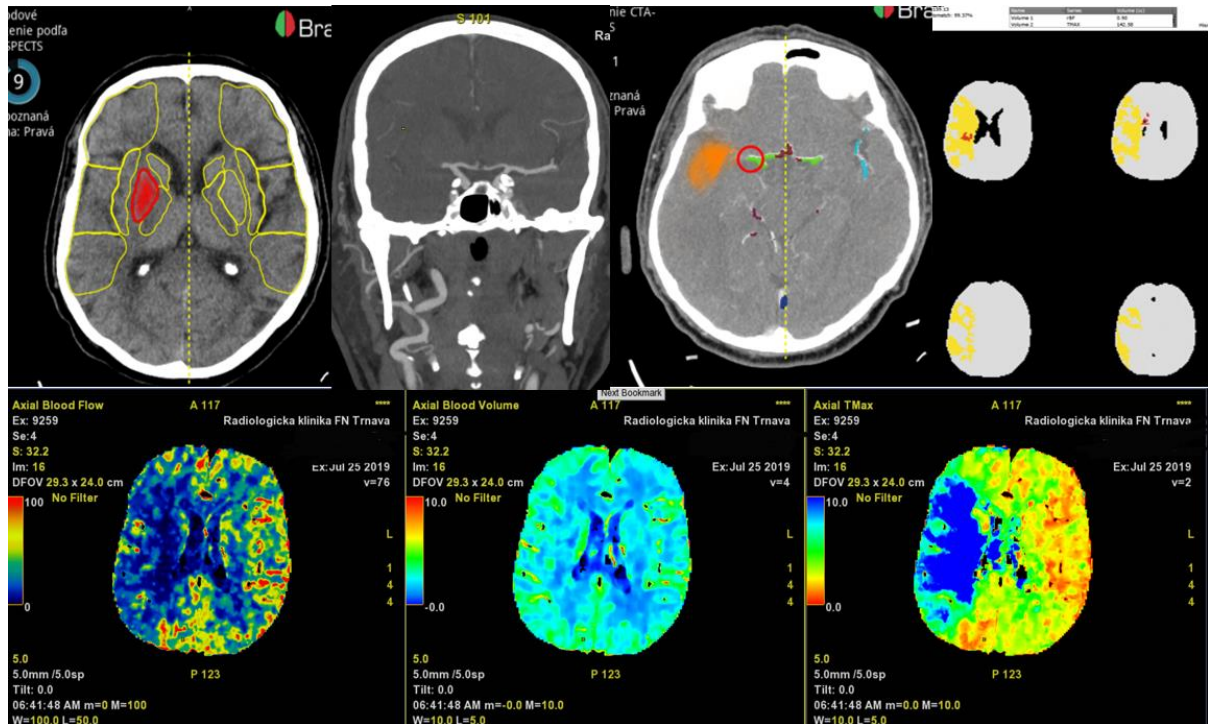 odové
enie podľa
SPECTS
9
poznaná
na: Pravá
A
Bra
S 101
Ra
nie CTA-
S
1
znaná
: Pravá
Bra
smatch: 99.37%
Name Series Volume (cc)
Volume 1 rBF 0.90
Volume 2 TMAX 142.58
Next Bookmark
Axial Blood Flow
A 117
****
Ex: 9259
Radiologicka klinika FN Trnava
Se:4
S: 32.2
Im: 16
Ex:Jul 25 2019
DFOV 29.3 x 24.0 cm
v=76
No Filter
100
0
L
1
4
4
5.0
5.0mm /5.0sp
P 123
Tilt: 0.0
06:41:48 AM m=0 M=100
W=100.0 L=50.0
Axial Blood Volume
A 117
****
Ex: 9259
Radiologicka klinika FN Trnava
Se:4
S: 32.2
Im: 16
Ex:Jul 25 2019
DFOV 29.3 x 24.0 cm
v=4
No Filter
10.0
-0.0
L
1
4
4
5.0
5.0mm /5.0sp
P 123
Tilt: 0.0
06:41:48 AM m=-0.0 M=10.0
W=10.0 L=5.0
Axial TMax
A 117
****
Ex: 9259
Radiologicka klinika FN Trnava
Se:4
S: 32.2
Im: 16
Ex:Jul 25 2019
DFOV 29.3 x 24.0 cm
v=2
No Filter
10.0
0.0
L
1
4
4
5.0
5.0mm /5.0sp
P 123
Tilt: 0.0
06:41:48 AM m=0.0 M=10.0
W=10.0 L=5.0